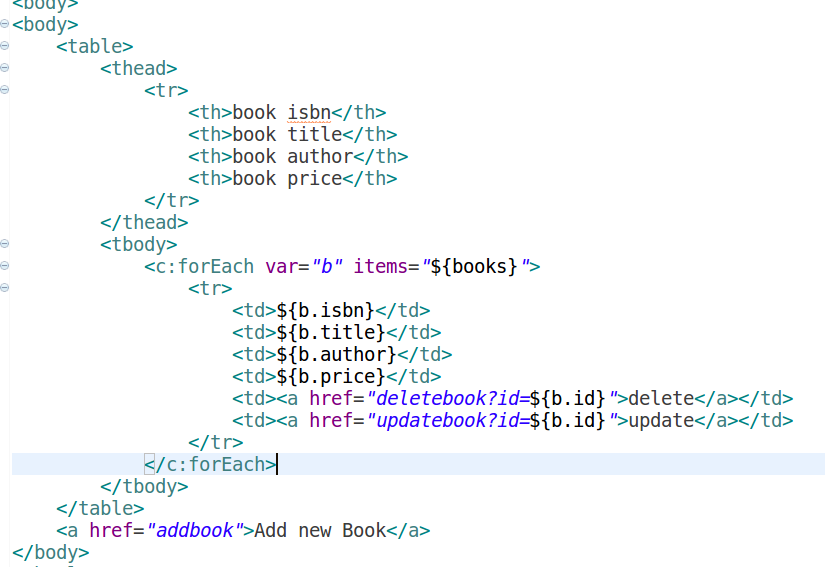 <body>
<body>
    <table>
        <thead>
            <tr>
                <th>book isbn</th>
                <th>book title</th>
                <th>book author</th>
                <th>book price</th>
            </tr>
        </thead>
        <tbody>
            <c:forEach var="b" items="${books}">
                <tr>
                    <td>${b.isbn}</td>
                    <td>${b.title}</td>
                    <td>${b.author}</td>
                    <td>${b.price}</td>
                    <td><a href="deletebook?id=${b.id}">delete</a></td>
                    <td><a href="updatebook?id=${b.id}">update</a></td>
                </tr>
            </c:forEach>
        </tbody>
    </table>
    <a href="addbook">Add new Book</a>
</body>